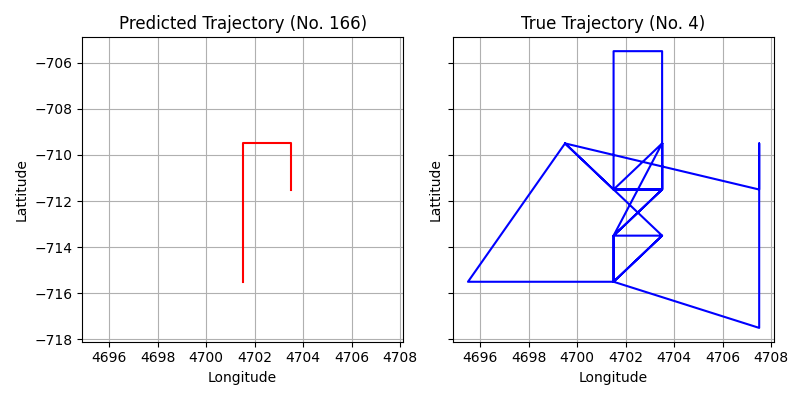 Predicted Trajectory (No. 166)
True Trajectory (No. 4)
−706
−708
−710
−712
−714
−716
−718
Lattitude
Lattitude
4696 4698 4700 4702 4704 4706 4708
4696 4698 4700 4702 4704 4706 4708
Longitude
Longitude